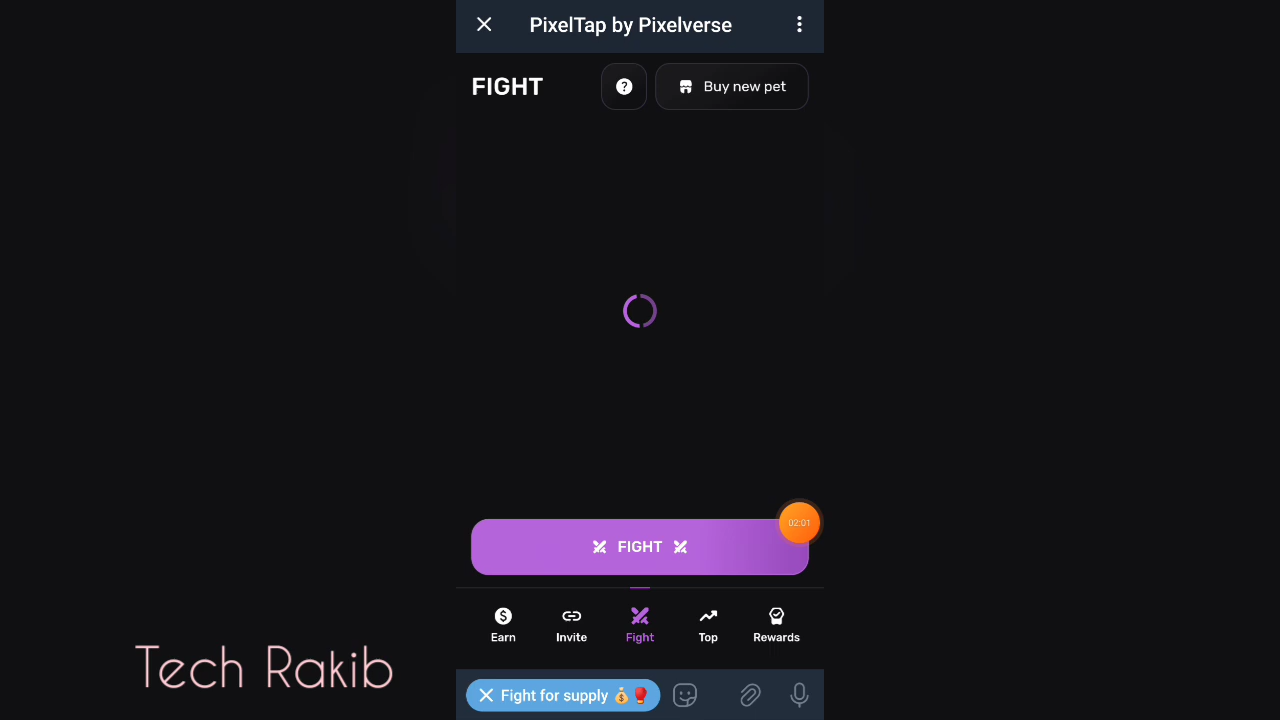 PixelTap by Pixelverse
FIGHT
Buy new pet
02:01
FIGHT
Earn Invite Fight Top Rewards
Tech Rakib
Fight for supply 💰🥊